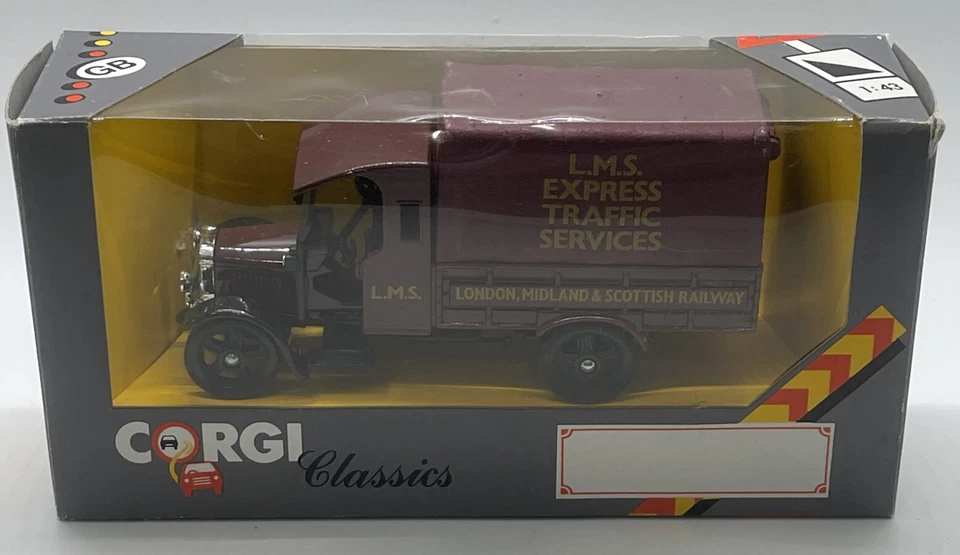 GB
1:43
L.M.S.
EXPRESS
TRAFFIC
SERVICES
L.M.S.
LONDON, MIDLAND & SCOTTISH RAILWAY
CORGI
Classics